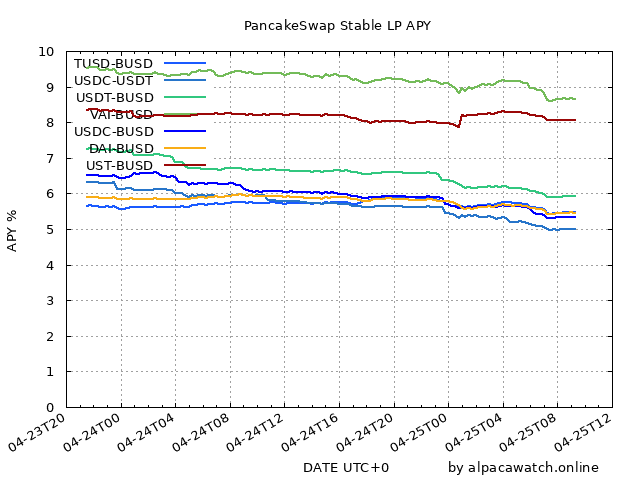 PancakeSwap Stable LP APY
10
9
8
7
6
5
4
3
2
1
0
APY %
TUSD-BUSD
USDC-USDT
USDT-BUSD
VAI-BUSD
USDC-BUSD
DAI-BUSD
UST-BUSD
04-23T20
04-24T00
04-24T04
04-24T08
04-24T12
04-24T16
04-24T20
04-25T00
04-25T04
04-25T08
04-25T12
DATE UTC+0
by alpacawatch.online